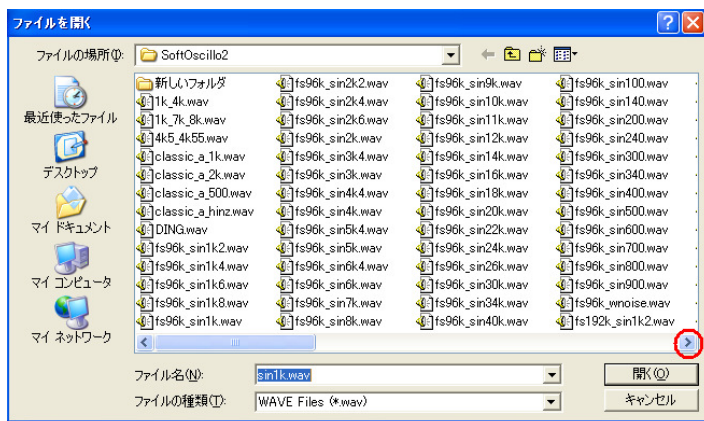 ファイルを開く
ファイルの場所(I): SoftOscillo2
最近使ったファイル
デスクトップ
マイ ドキュメント
マイ コンピュータ
マイ ネットワーク
新しいフォルダ fs96k_sin2k2.wav fs96k_sin9k.wav fs96k_sin100.wav
1k_4k.wav fs96k_sin2k4.wav fs96k_sin10k.wav fs96k_sin140.wav
1k_7k_8k.wav fs96k_sin2k6.wav fs96k_sin11k.wav fs96k_sin200.wav
4k5_4k55.wav fs96k_sin2k.wav fs96k_sin12k.wav fs96k_sin240.wav
classic_a_1k.wav fs96k_sin3k4.wav fs96k_sin14k.wav fs96k_sin300.wav
classic_a_2k.wav fs96k_sin3k.wav fs96k_sin16k.wav fs96k_sin340.wav
classic_a_500.wav fs96k_sin4k4.wav fs96k_sin18k.wav fs96k_sin400.wav
classic_a_hinz.wav fs96k_sin4k.wav fs96k_sin20k.wav fs96k_sin500.wav
DING.wav fs96k_sin5k4.wav fs96k_sin22k.wav fs96k_sin600.wav
fs96k_sin1k2.wav fs96k_sin5k.wav fs96k_sin24k.wav fs96k_sin700.wav
fs96k_sin1k4.wav fs96k_sin6k4.wav fs96k_sin26k.wav fs96k_sin800.wav
fs96k_sin1k6.wav fs96k_sin6k.wav fs96k_sin30k.wav fs96k_sin900.wav
fs96k_sin1k8.wav fs96k_sin7k.wav fs96k_sin34k.wav fs96k_wnoise.wav
fs96k_sin1k.wav fs96k_sin8k.wav fs96k_sin40k.wav fs192k_sin1k2.wav
ファイル名(N): sin1k.wav 開く(O)
ファイルの種類(T): WAVE Files (*.wav) キャンセル